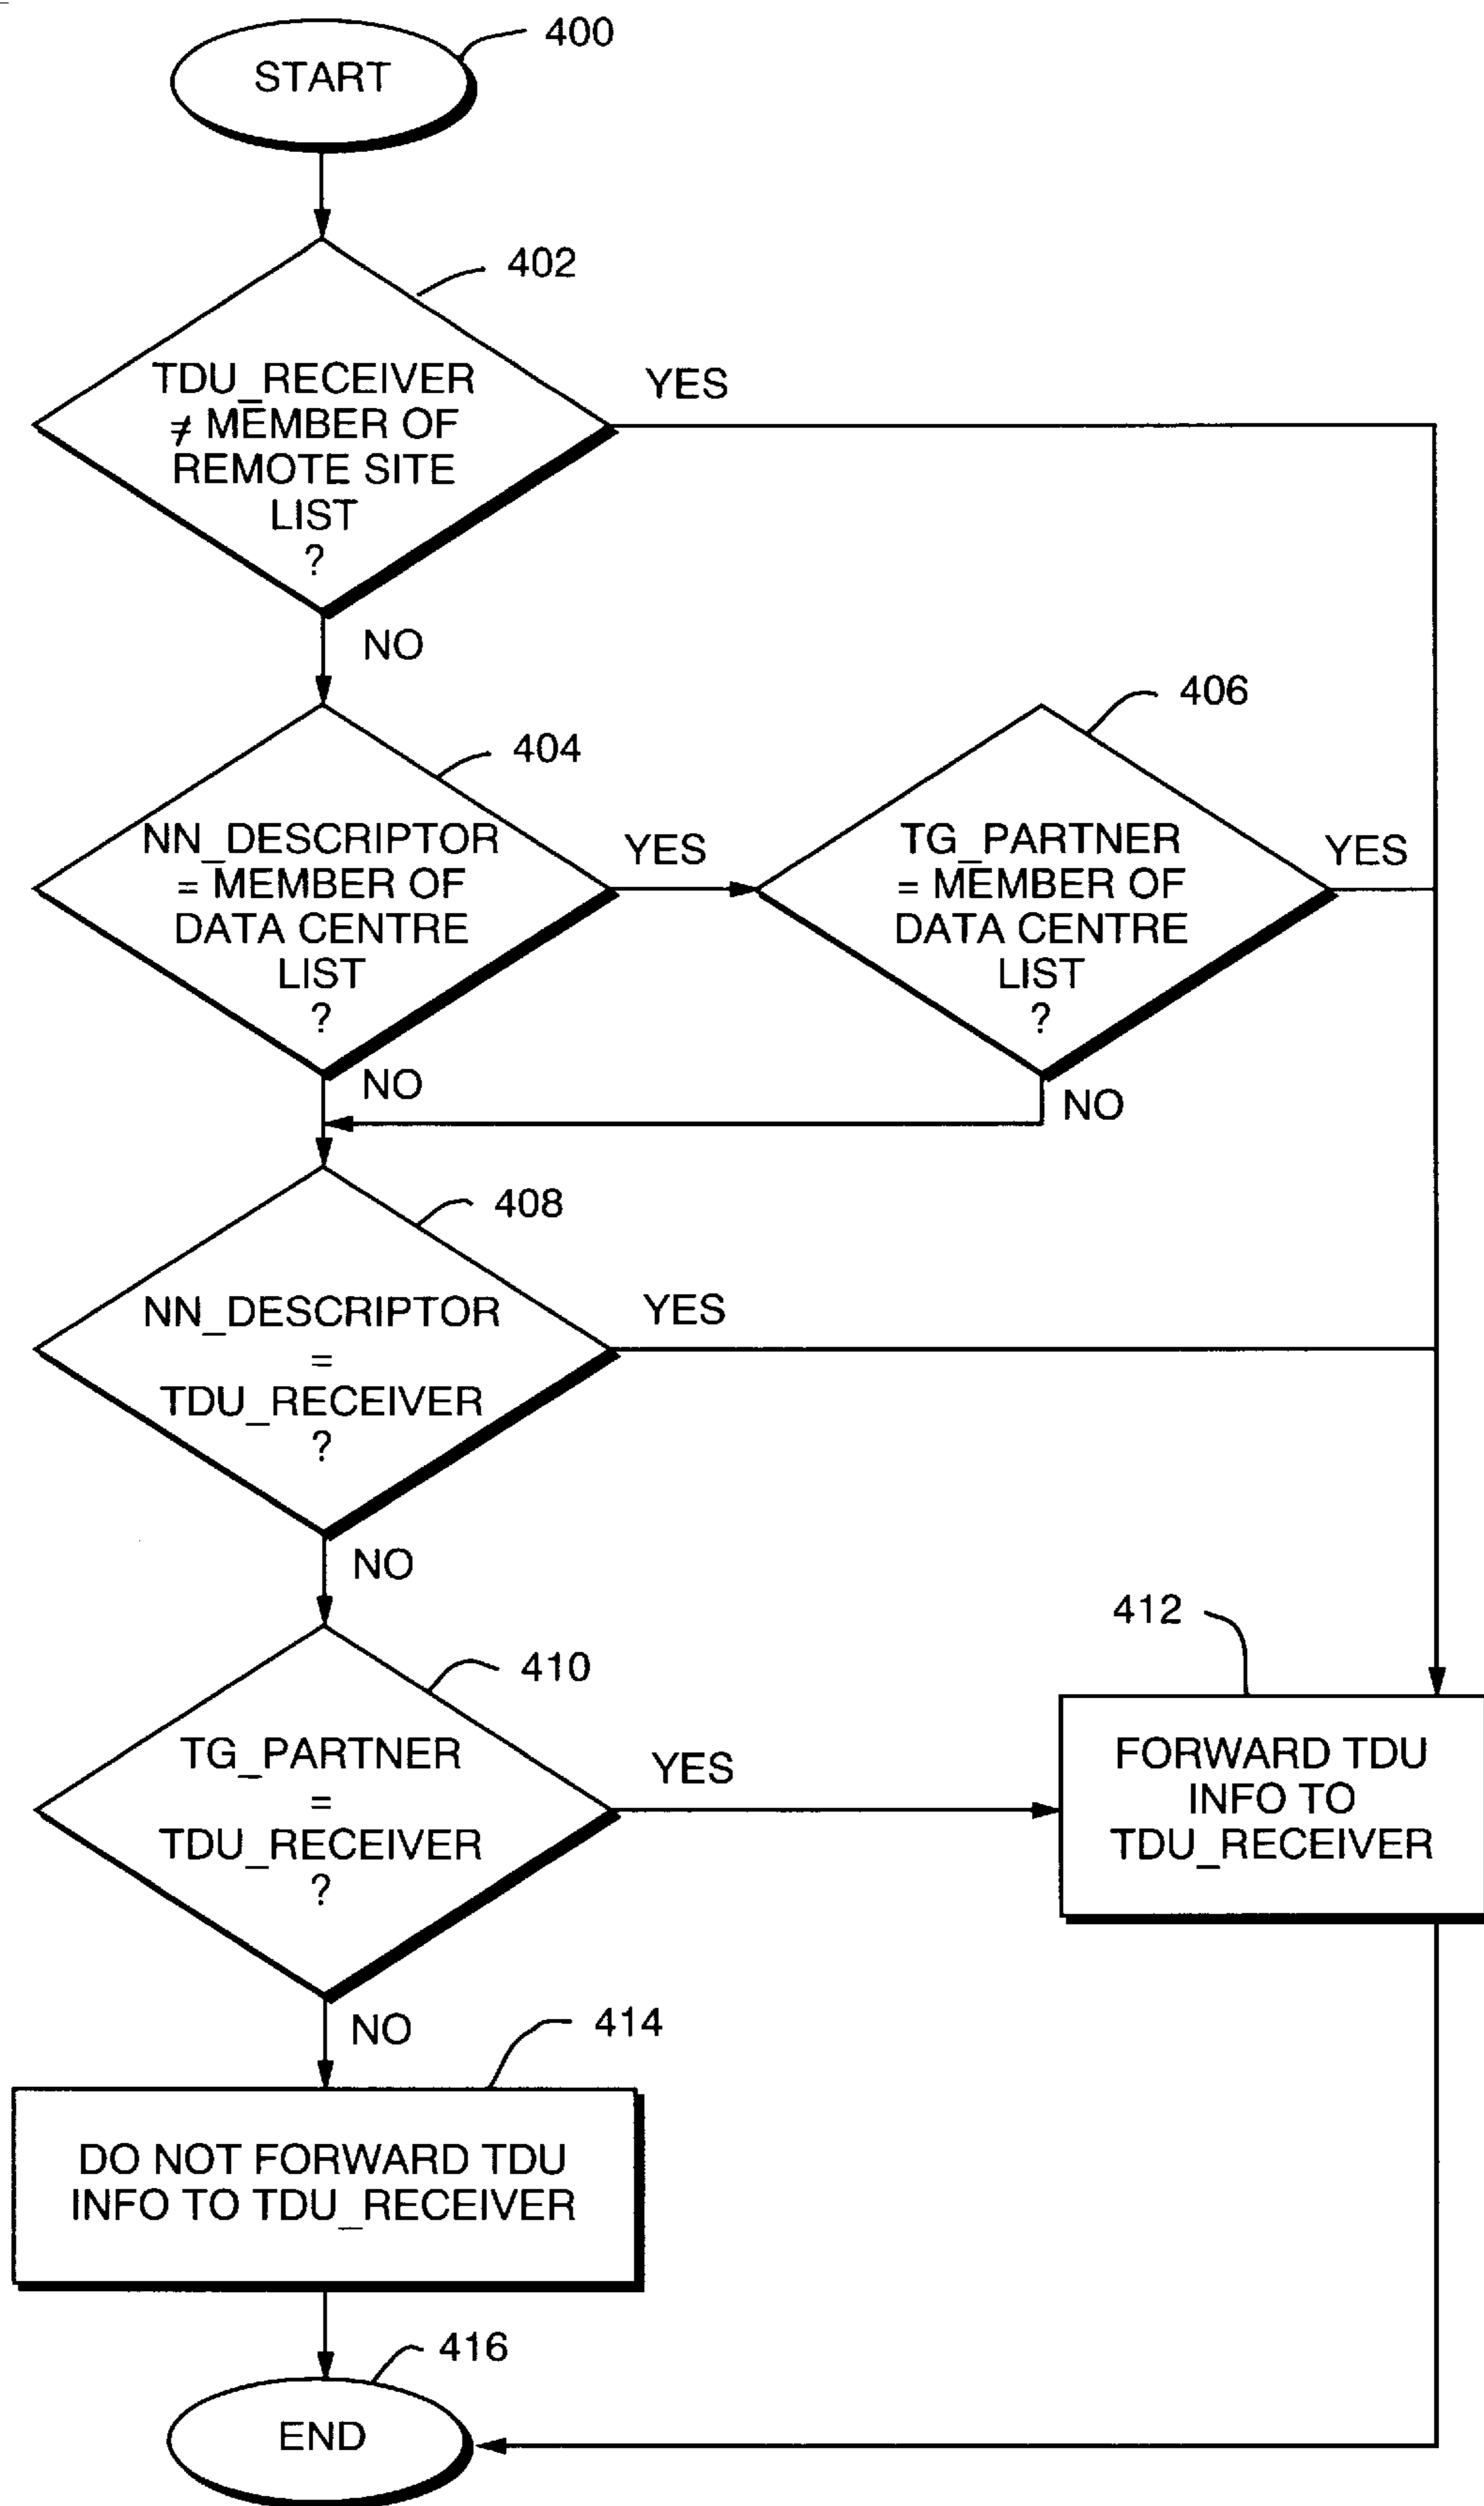 400
START
402
TDU_RECEIVER
≠ MEMBER OF
REMOTE SITE
LIST
?
YES
NO
404
NN_DESCRIPTOR
= MEMBER OF
DATA CENTRE
LIST
?
YES
NO
406
TG_PARTNER
= MEMBER OF
DATA CENTRE
LIST
?
YES
NO
408
NN_DESCRIPTOR
=
TDU_RECEIVER
?
YES
NO
410
TG_PARTNER
=
TDU_RECEIVER
?
YES
NO
412
FORWARD TDU
INFO TO
TDU_RECEIVER
414
DO NOT FORWARD TDU
INFO TO TDU_RECEIVER
416
END